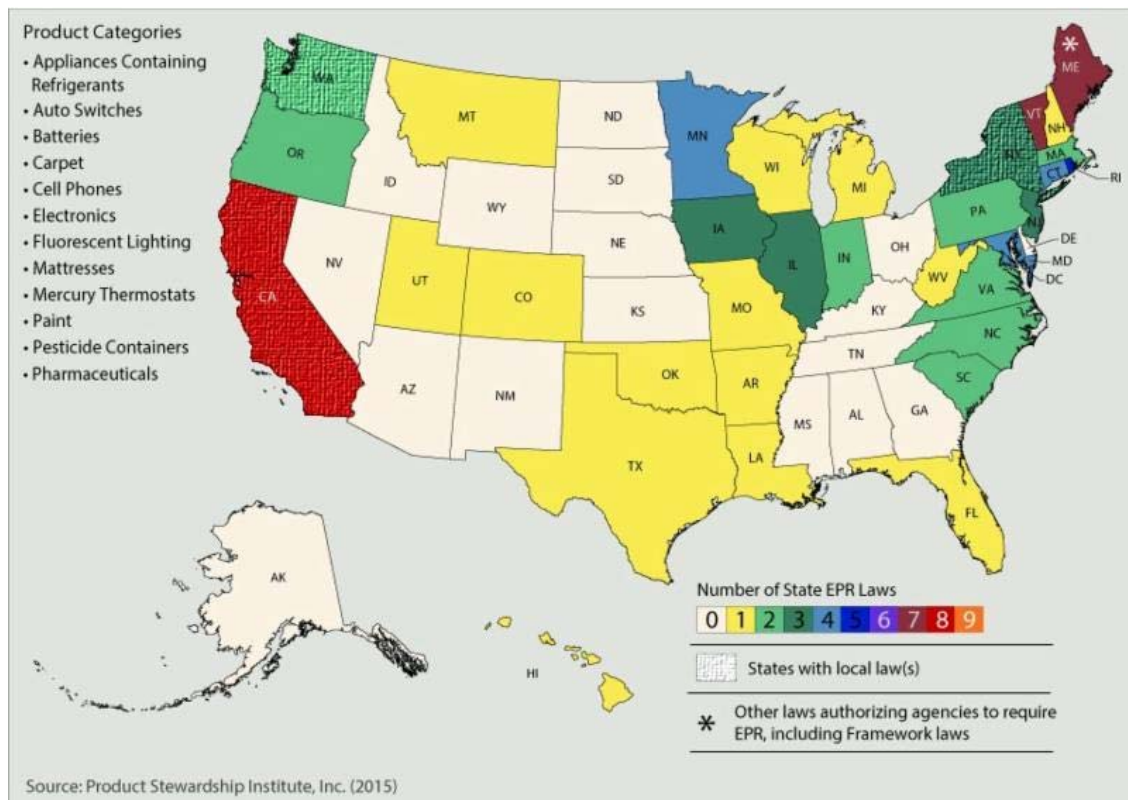 Product Categories
• Appliances Containing
Refrigerants
• Auto Switches
• Batteries
• Carpet
• Cell Phones
• Electronics
• Fluorescent Lighting
• Mattresses
• Mercury Thermostats
• Paint
• Pesticide Containers
• Pharmaceuticals
WA
OR
CA
ID
NV
MT
WY
UT
CO
AZ
NM
ND
SD
NE
KS
OK
TX
MN
IA
MO
AR
LA
WI
IL
MI
IN
OH
KY
TN
MS
AL
GA
FL
SC
NC
VA
WV
PA
NY
NJ
DE
MD
DC
CT
RI
MA
NH
VT
*
ME
AK
HI
Number of State EPR Laws
0 1 2 3 4 5 6 7 8 9
States with local law(s)
* Other laws authorizing agencies to require
EPR, including Framework laws
Source: Product Stewardship Institute, Inc. (2015)